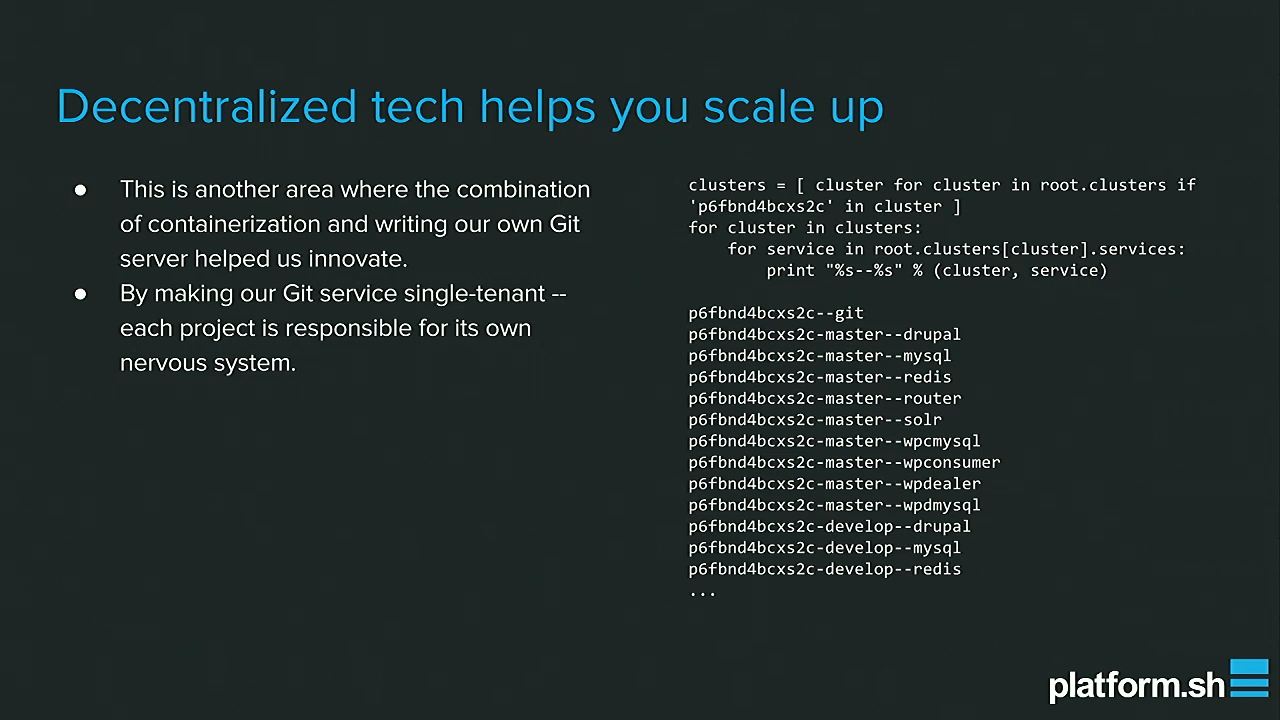 Decentralized tech helps you scale up
● This is another area where the combination
of containerization and writing our own Git
server helped us innovate.
● By making our Git service single-tenant --
each project is responsible for its own
nervous system.
clusters = [ cluster for cluster in root.clusters if
'p6fbnd4bcxs2c' in cluster ]
for cluster in clusters:
    for service in root.clusters[cluster].services:
        print "%s--%s" % (cluster, service)
p6fbnd4bcxs2c--git
p6fbnd4bcxs2c-master--drupal
p6fbnd4bcxs2c-master--mysql
p6fbnd4bcxs2c-master--redis
p6fbnd4bcxs2c-master--router
p6fbnd4bcxs2c-master--solr
p6fbnd4bcxs2c-master--wpcmysql
p6fbnd4bcxs2c-master--wpconsumer
p6fbnd4bcxs2c-master--wpdealer
p6fbnd4bcxs2c-master--wpdmysql
p6fbnd4bcxs2c-develop--drupal
p6fbnd4bcxs2c-develop--mysql
p6fbnd4bcxs2c-develop--redis
...
platform.sh